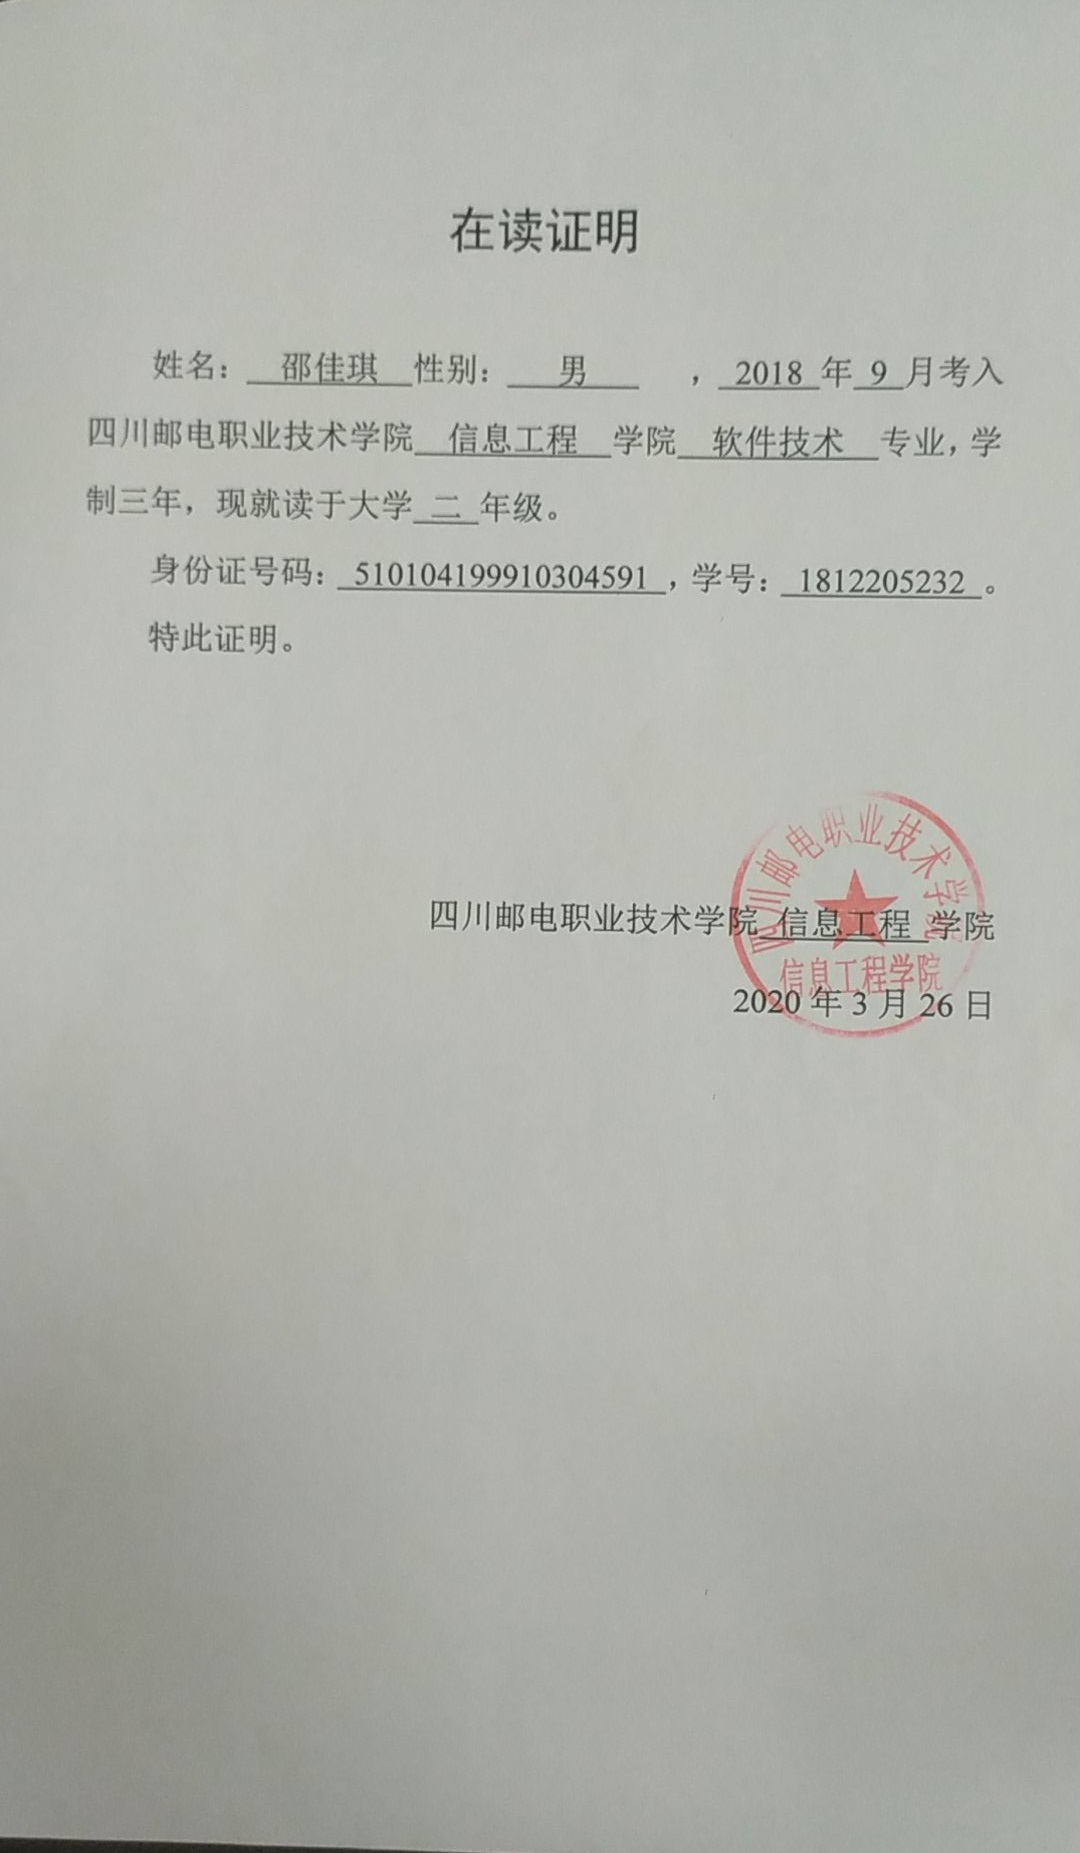 在读证明
姓名： 邵佳琪 性别： 男 ，2018 年 9 月考入
四川邮电职业技术学院 信息工程 学院 软件技术 专业，学
制三年，现就读于大学 二 年级。
身份证号码： 510104199910304591 ，学号： 1812205232 。
特此证明。
四川邮电职业技术学院 信息工程 学院
2020 年 3 月 26 日
四川邮电职业技术学院
信息工程学院